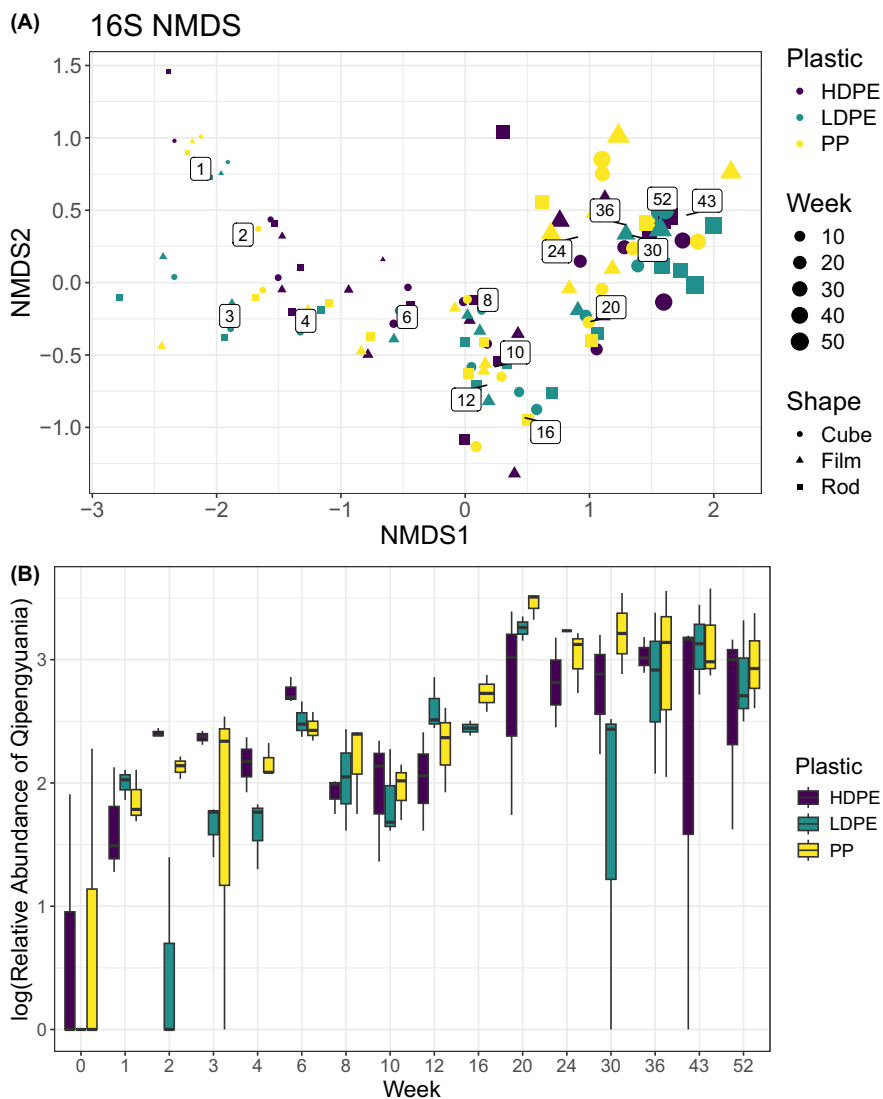 (A)
16S NMDS
1.5
1.0
0.5
0.0
−0.5
−1.0
NMDS2
−3
−2
−1
0
1
2
NMDS1
1
2
3
4
6
8
10
12
16
20
24
30
36
43
52
Plastic
HDPE
LDPE
PP
Week
10
20
30
40
50
Shape
Cube
Film
Rod
(B)
log(Relative Abundance of Qipengyuania)
3
2
1
0
0 1 2 3 4 6 8 10 12 16 20 24 30 36 43 52
Week
Plastic
HDPE
LDPE
PP